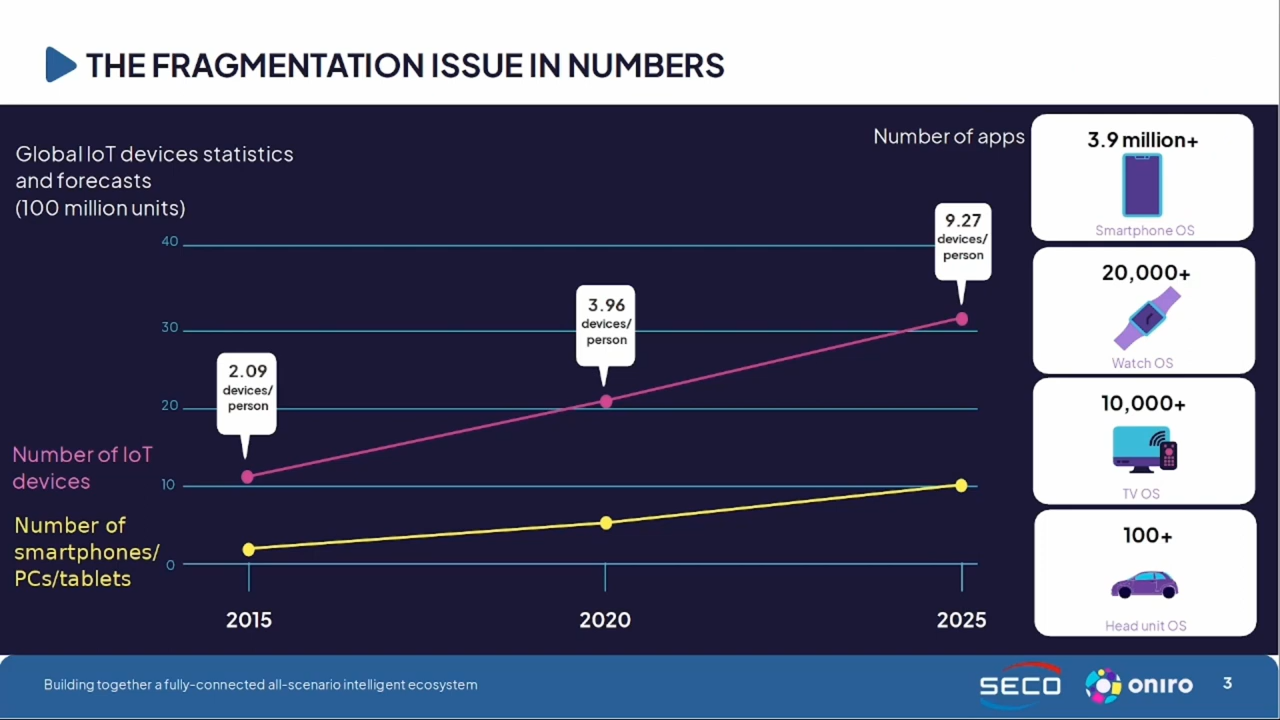 THE FRAGMENTATION ISSUE IN NUMBERS
Global IoT devices statistics
and forecasts
(100 million units)
40
30
20
10
0
2.09
devices/
person
3.96
devices/
person
9.27
devices/
person
Number of IoT
devices
Number of
smartphones/
PCs/tablets
2015
2020
2025
Number of apps
3.9 million+
Smartphone OS
20,000+
Watch OS
10,000+
TV OS
100+
Head unit OS
Building together a fully-connected all-scenario intelligent ecosystem
SECO
oniro
3